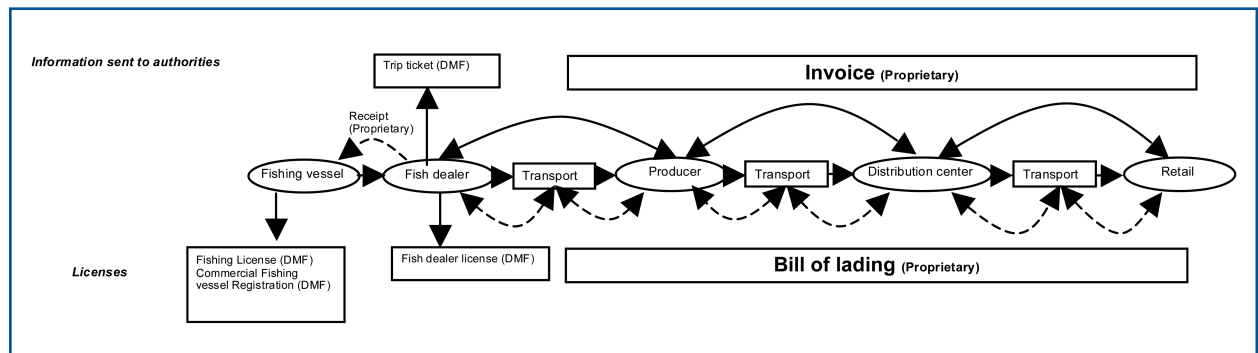 Information sent to authorities
Trip ticket (DMF)
Invoice (Proprietary)
Receipt
(Proprietary)
Fishing vessel
Fish dealer
Transport
Producer
Transport
Distribution center
Transport
Retail
Licenses
Fishing License (DMF)
Commercial Fishing
vessel Registration (DMF)
Fish dealer license (DMF)
Bill of lading (Proprietary)